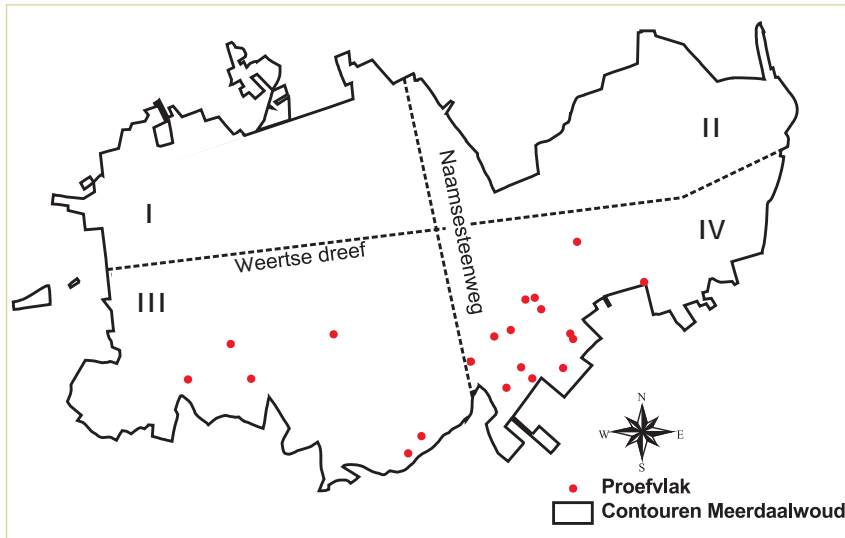 II
Naamsesteenweg
I
IV
Weertse dreef
III
N
W
E
S
Proefvlak
Contouren Meerdaalwoud